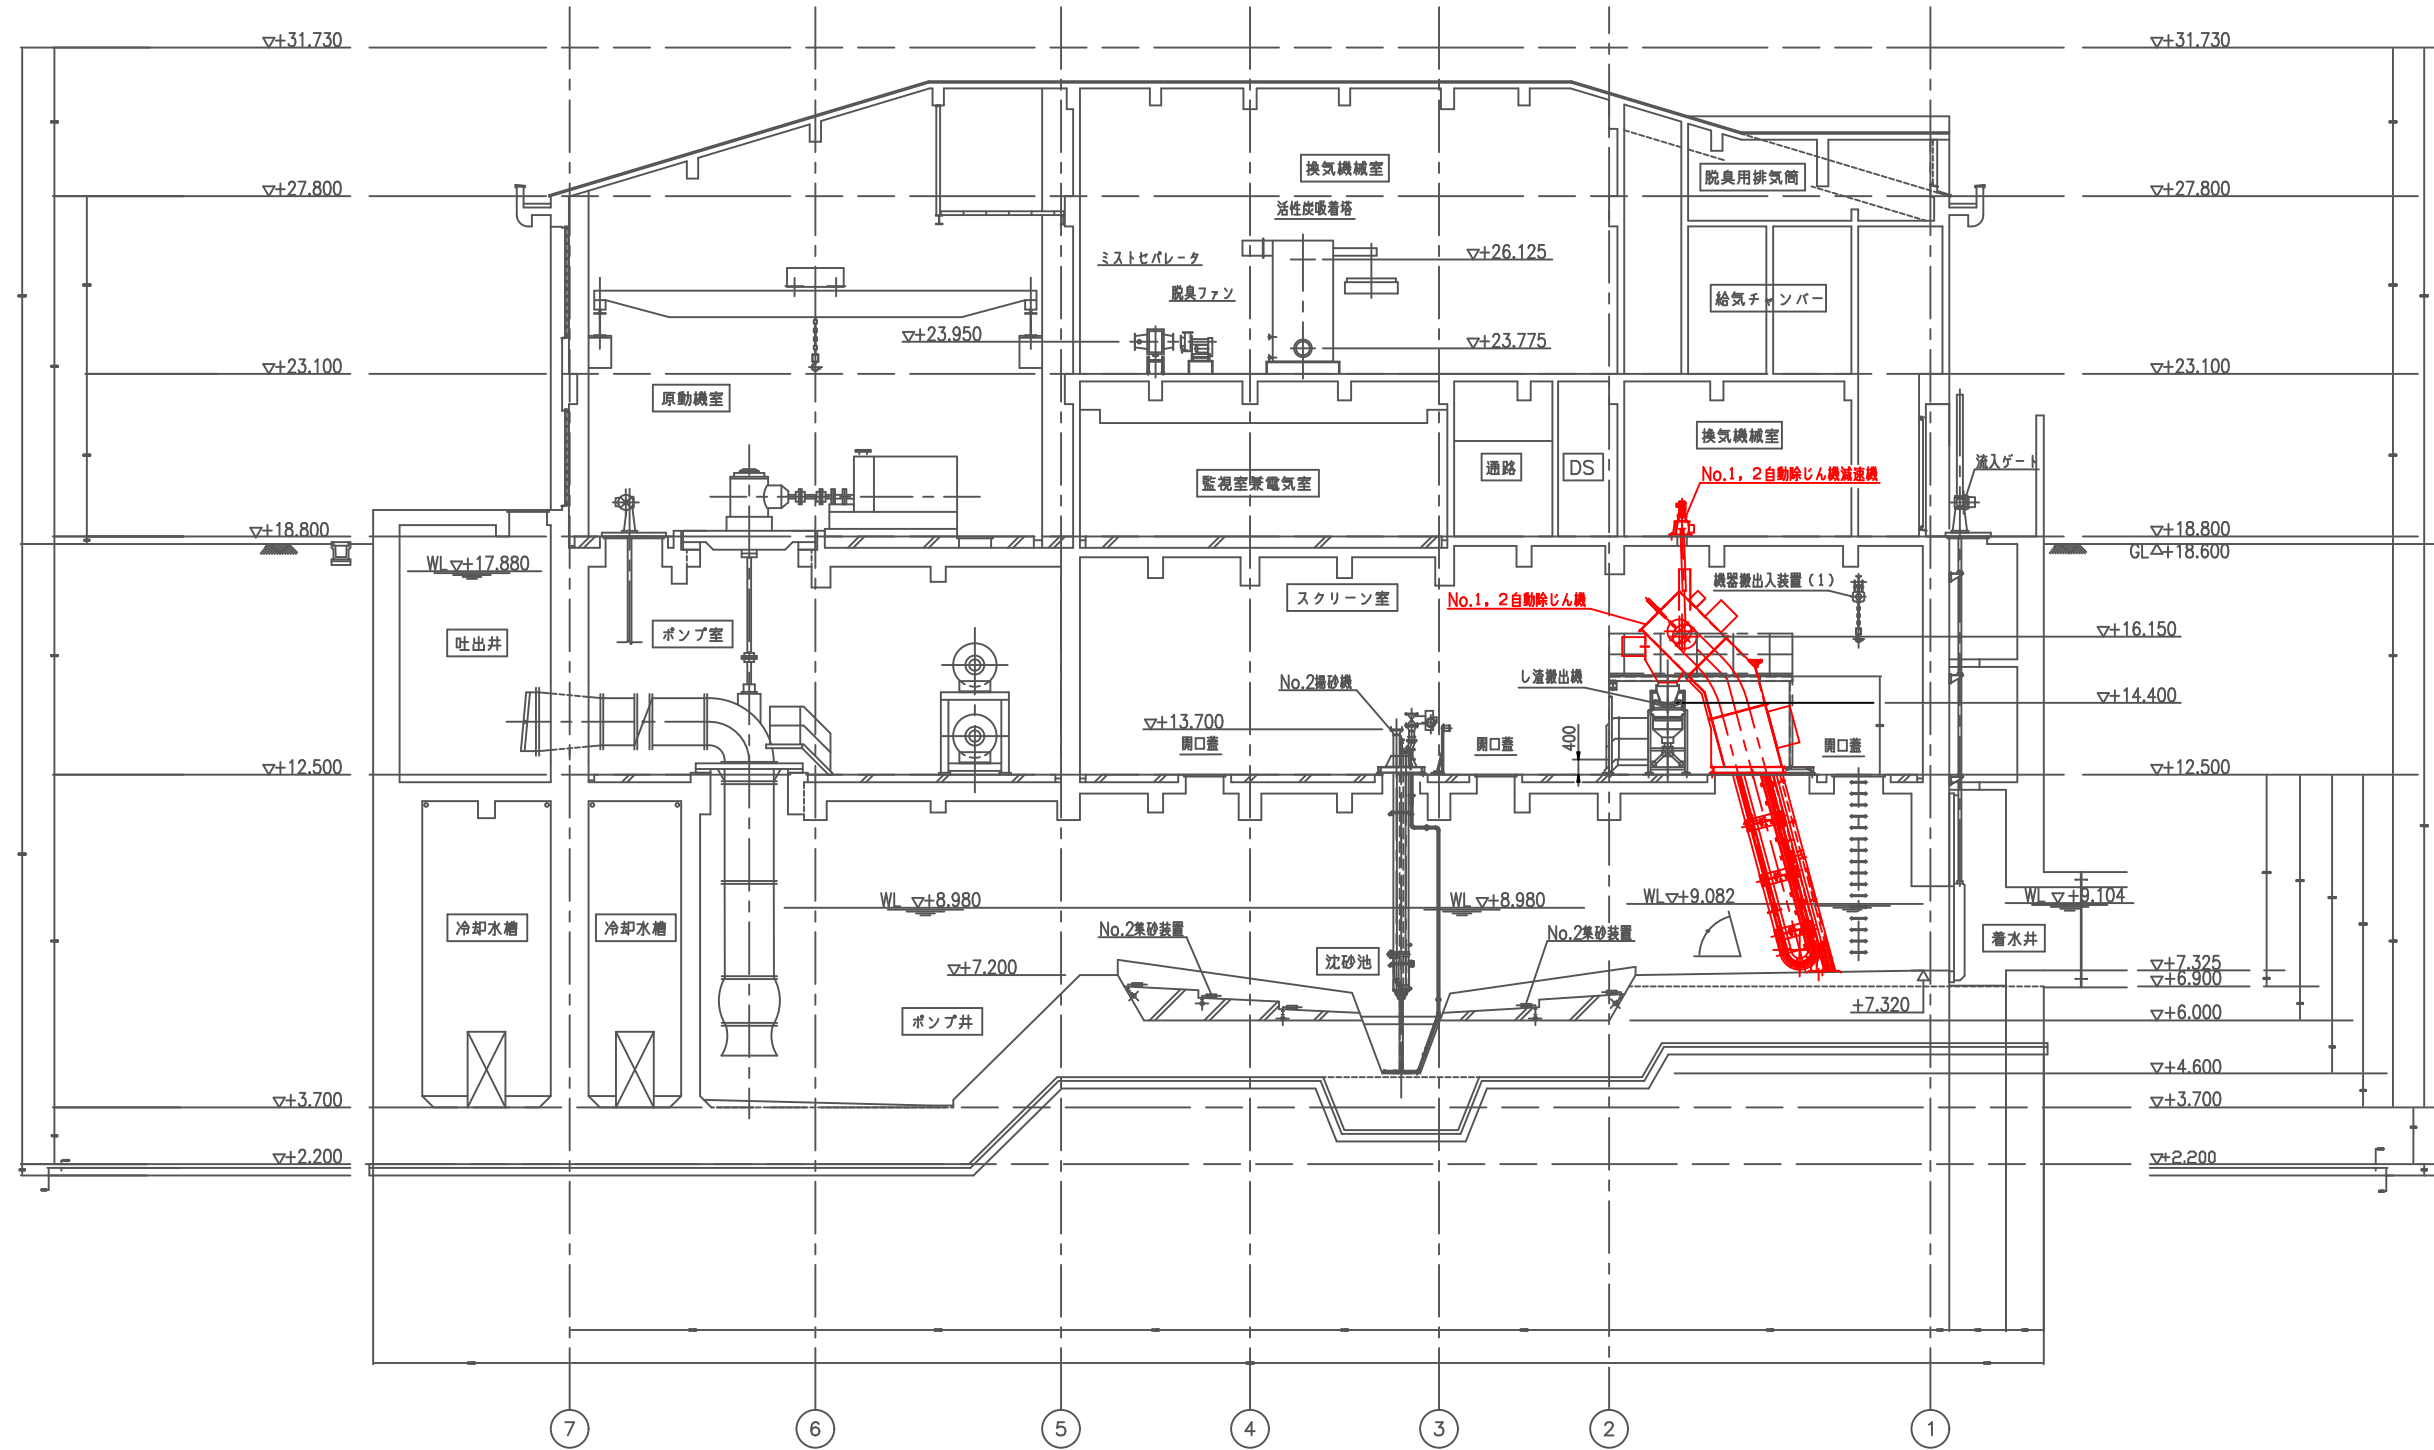 ▽+31.730
▽+31.730
換気機械室
脱臭用排気筒
▽+27.800
▽+27.800
活性炭吸着塔
ミストセパレータ
▽+26.125
脱臭ファン
給気チャンバー
▽+23.950
▽+23.775
▽+23.100
▽+23.100
原動機室
換気機械室
監視室兼電気室
通路
DS
No.1，2自動除じん機減速機
流入ゲート
▽+18.800
▽+18.800
GL△+18.600
WL▽+17.880
機器搬出入装置（1）
スクリーン室
No.1，2自動除じん機
吐出井
ポンプ室
▽+16.150
No.2揚砂機
し渣搬出機
▽+14.400
▽+13.700
開口蓋
開口蓋
400
開口蓋
▽+12.500
▽+12.500
WL ▽+8.980
WL ▽+8.980
WL▽+9.082
WL ▽+9.104
冷却水槽
冷却水槽
No.2集砂装置
No.2集砂装置
着水井
沈砂池
▽+7.200
▽+7.325
▽+6.900
+7.320
ポンプ井
▽+6.000
▽+4.600
▽+3.700
▽+3.700
▽+2.200
▽+2.200
7
6
5
4
3
2
1